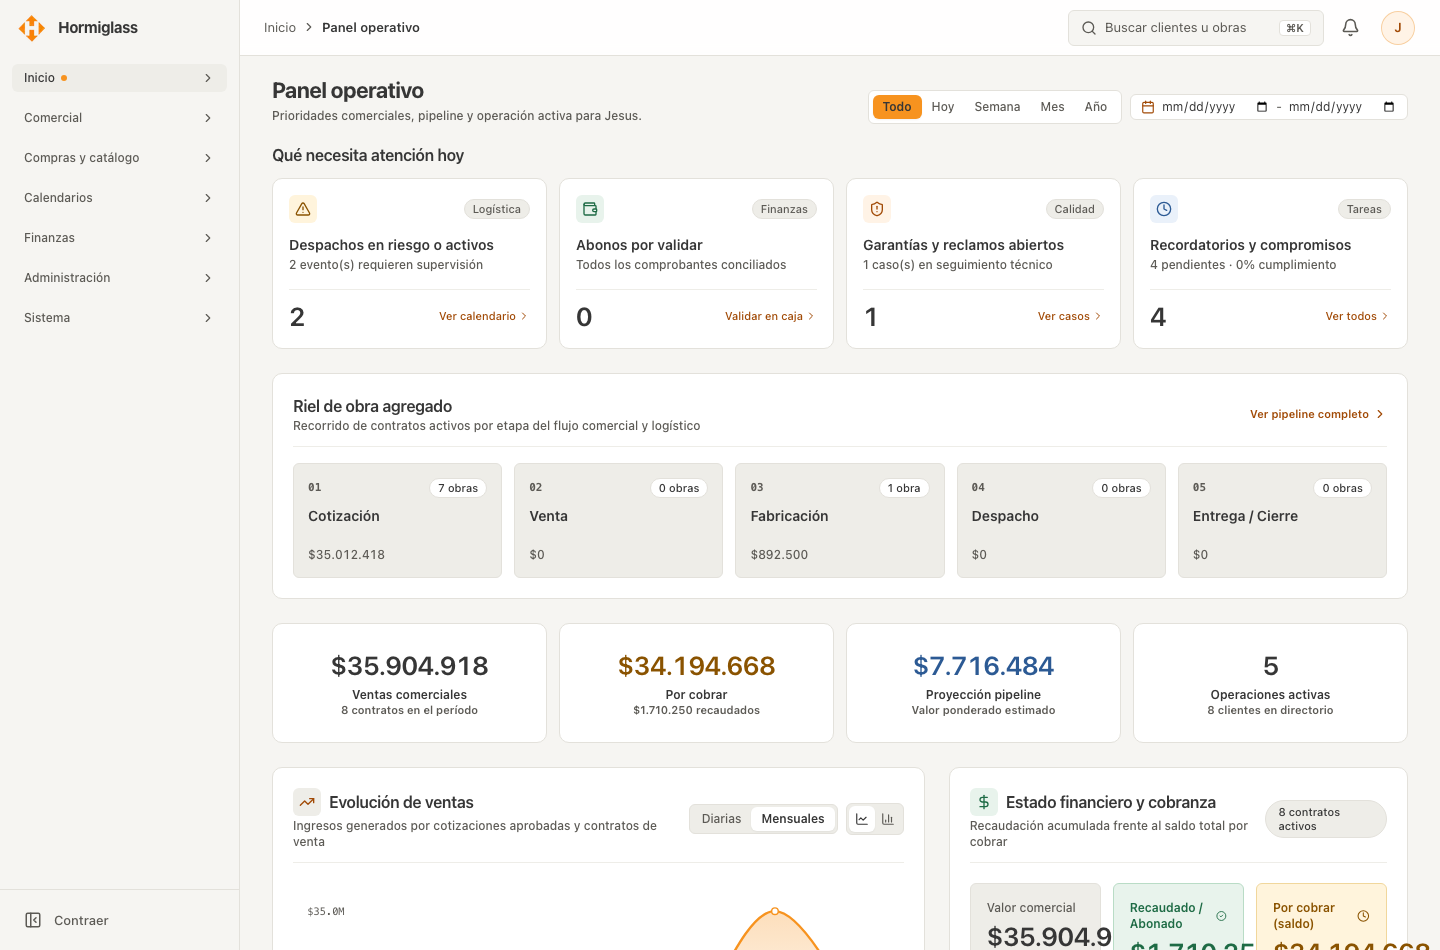 Hormiglass
Inicio
Comercial
Compras y catálogo
Calendarios
Finanzas
Administración
Sistema
Contraer
Inicio > Panel operativo
Buscar clientes u obras ⌘K
J
Panel operativo
Prioridades comerciales, pipeline y operación activa para Jesus.
Todo Hoy Semana Mes Año
mm/dd/yyyy - mm/dd/yyyy
Qué necesita atención hoy
Logística
Despachos en riesgo o activos
2 evento(s) requieren supervisión
2 Ver calendario
Finanzas
Abonos por validar
Todos los comprobantes conciliados
0 Validar en caja
Calidad
Garantías y reclamos abiertos
1 caso(s) en seguimiento técnico
1 Ver casos
Tareas
Recordatorios y compromisos
4 pendientes · 0% cumplimiento
4 Ver todos
Riel de obra agregado
Recorrido de contratos activos por etapa del flujo comercial y logístico
Ver pipeline completo
01 7 obras
Cotización
$35.012.418
02 0 obras
Venta
$0
03 1 obra
Fabricación
$892.500
04 0 obras
Despacho
$0
05 0 obras
Entrega / Cierre
$0
$35.904.918
Ventas comerciales
8 contratos en el período
$34.194.668
Por cobrar
$1.710.250 recaudados
$7.716.484
Proyección pipeline
Valor ponderado estimado
5
Operaciones activas
8 clientes en directorio
Evolución de ventas
Ingresos generados por cotizaciones aprobadas y contratos de
venta
Diarias Mensuales
$35.0M
Estado financiero y cobranza
Recaudación acumulada frente al saldo total por
cobrar
8 contratos
activos
Valor comercial
$35.904.9
Recaudado /
Abonado
$1.710.25
Por cobrar
(saldo)
$34.194.668